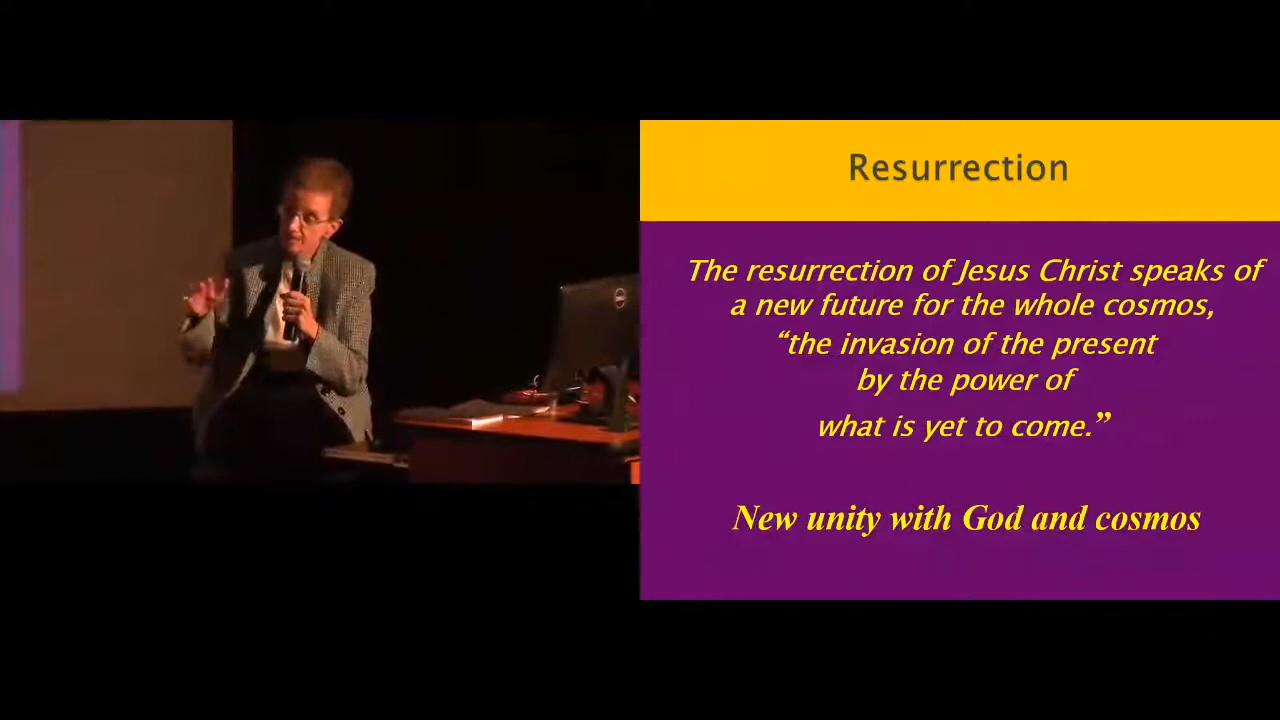 Resurrection
The resurrection of Jesus Christ speaks of
a new future for the whole cosmos,
“the invasion of the present
by the power of
what is yet to come.”
New unity with God and cosmos